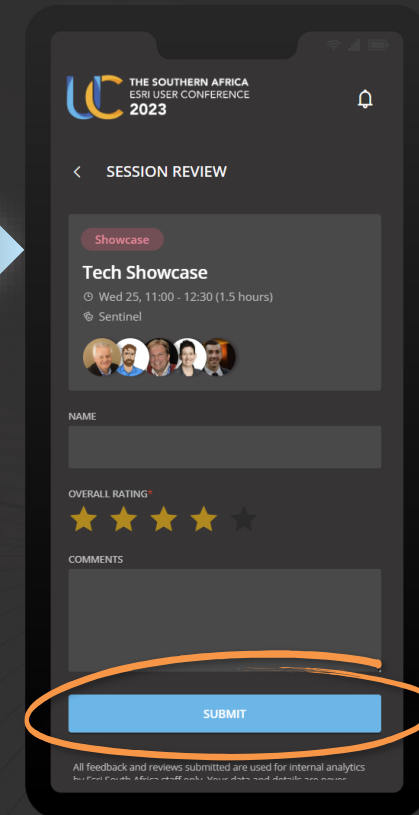 THE SOUTHERN AFRICA
ESRI USER CONFERENCE
2023
SESSION REVIEW
Showcase
Tech Showcase
Wed 25, 11:00 - 12:30 (1.5 hours)
Sentinel
NAME
OVERALL RATING*
COMMENTS
SUBMIT
All feedback and reviews submitted are used for internal analytics
by Esri South Africa staff only. Your data and details are never